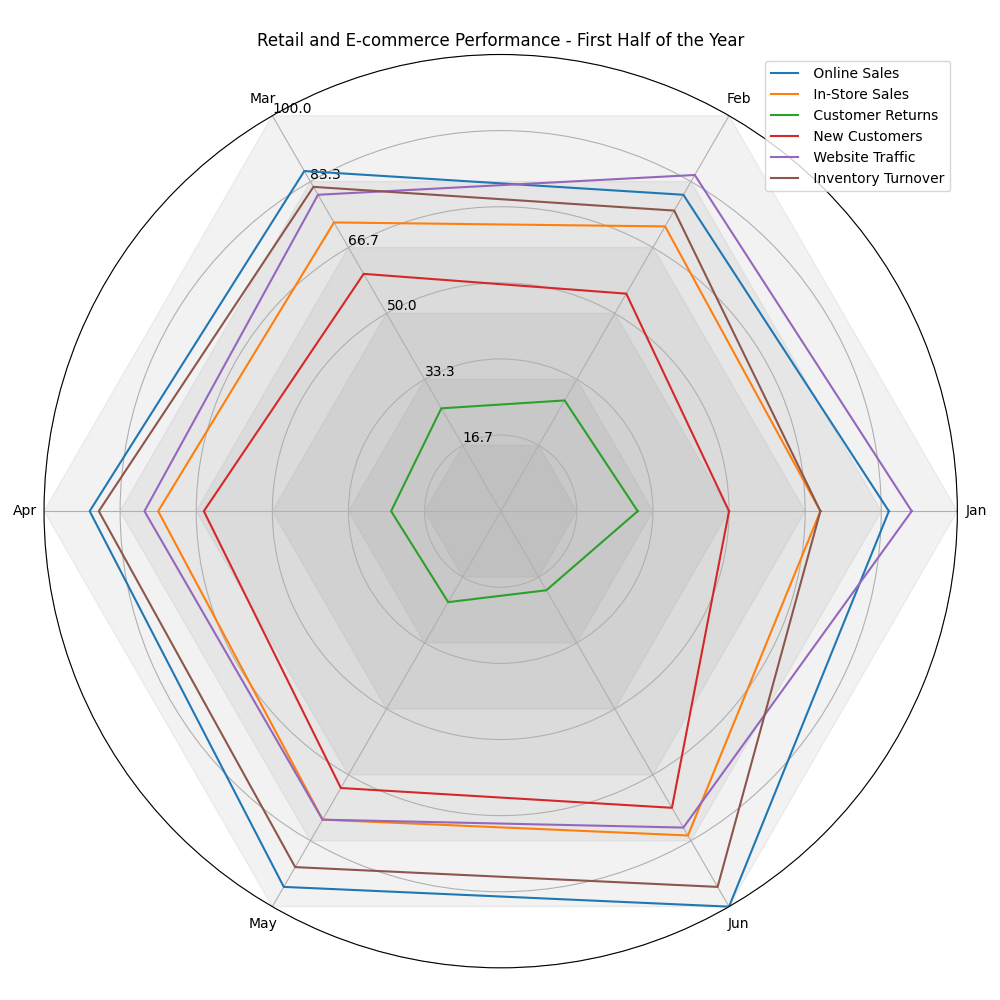 Retail and E-commerce Performance - First Half of the Year
Online Sales
In-Store Sales
Customer Returns
New Customers
Website Traffic
Inventory Turnover
Mar
Feb
100.0
83.3
66.7
50.0
33.3
16.7
Apr
Jan
May
Jun